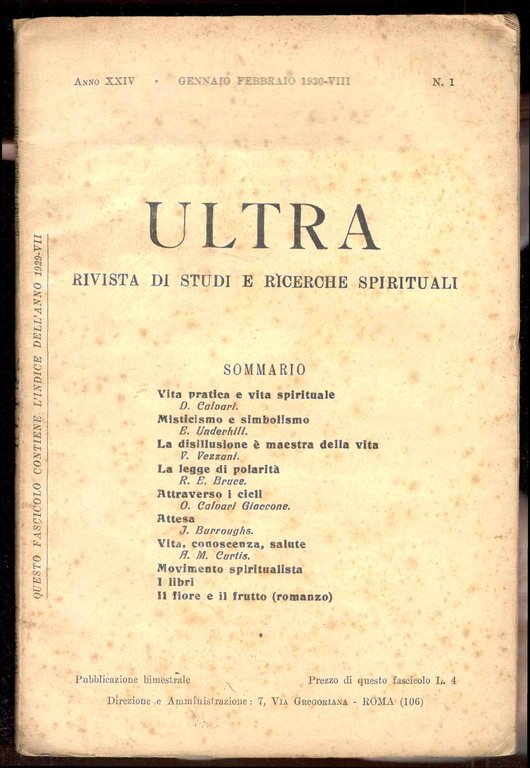 Anno XXIV · GENNAIO FEBBRAIO 1930-VIII N. 1
ULTRA
RIVISTA DI STUDI E RICERCHE SPIRITUALI
SOMMARIO
Vita pratica e vita spirituale
D. Calvari.
Misticismo e simbolismo
E. Underhill.
La disillusione è maestra della vita
V. Vezzani.
La legge di polarità
R. E. Bruce.
Attraverso i cicli
O. Calvari Giaccone.
Attesa
J. Burroughs.
Vita, conoscenza, salute
A. M. Curtis.
Movimento spiritualista
I libri
Il fiore e il frutto (romanzo)
Pubblicazione bimestrale Prezzo di questo fascicolo L. 4
Direzione e Amministrazione: 7, Via Gregoriana - ROMA (106)
QUESTO FASCICOLO CONTIENE L'INDICE DELL'ANNO 1929-VII